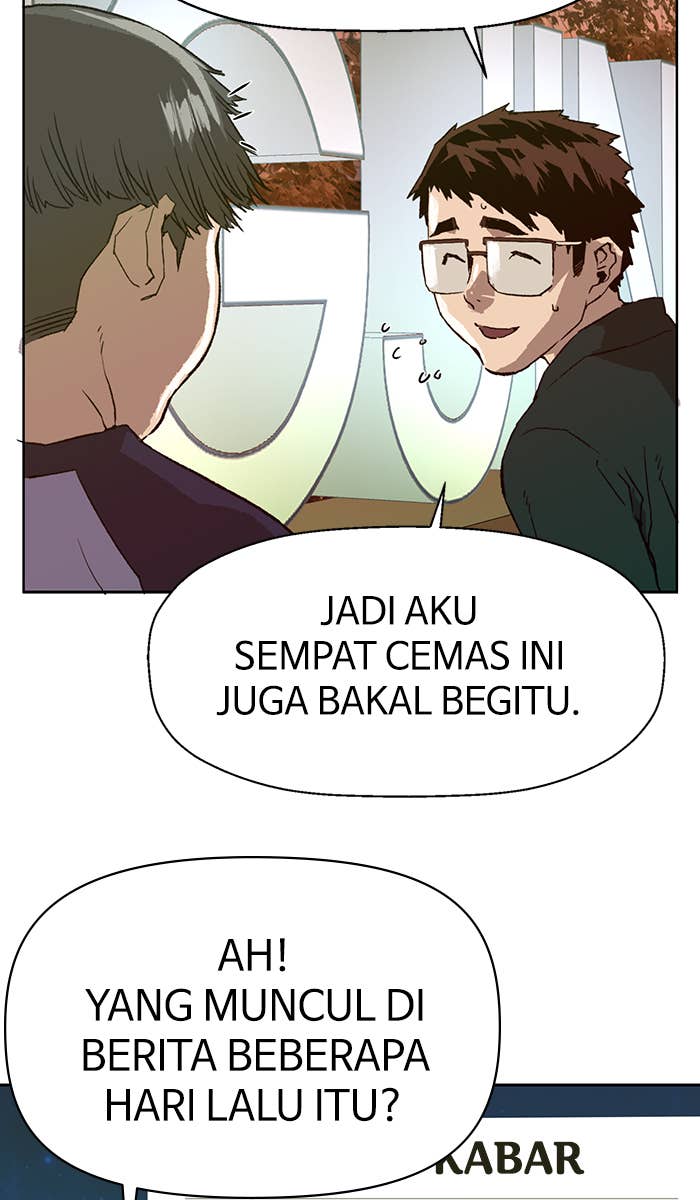 JADI AKU
SEMPAT CEMAS INI
JUGA BAKAL BEGITU.
AH!
YANG MUNCUL DI
BERITA BEBERAPA
HARI LALU ITU?
KABAR